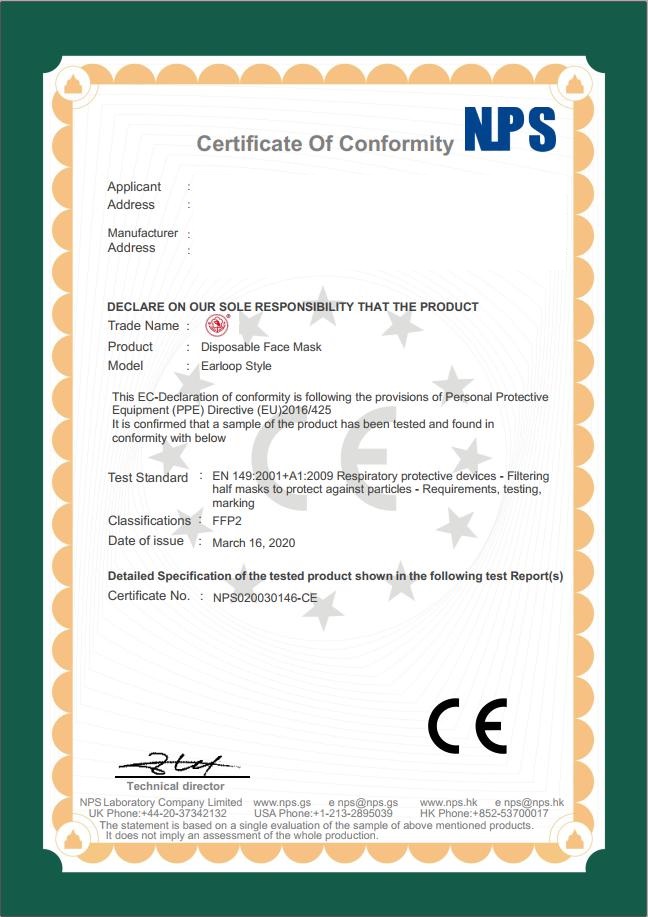 Certificate Of Conformity NPS
Applicant :
Address :
Manufacturer :
Address :
DECLARE ON OUR SOLE RESPONSIBILITY THAT THE PRODUCT
Trade Name : ®
Product : Disposable Face Mask
Model : Earloop Style
This EC-Declaration of conformity is following the provisions of Personal Protective
Equipment (PPE) Directive (EU)2016/425
It is confirmed that a sample of the product has been tested and found in
conformity with below
Test Standard : EN 149:2001+A1:2009 Respiratory protective devices - Filtering
half masks to protect against particles - Requirements, testing,
marking
Classifications : FFP2
Date of issue : March 16, 2020
Detailed Specification of the tested product shown in the following test Report(s)
Certificate No. : NPS020030146-CE
CE
Technical director
NPS Laboratory Company Limited www.nps.gs e nps@nps.gs www.nps.hk e nps@nps.hk
UK Phone:+44-20-37342132 USA Phone:+1-213-2895039 HK Phone:+852-53700017
The statement is based on a single evaluation of the sample of above mentioned products.
It does not imply an assessment of the whole production.